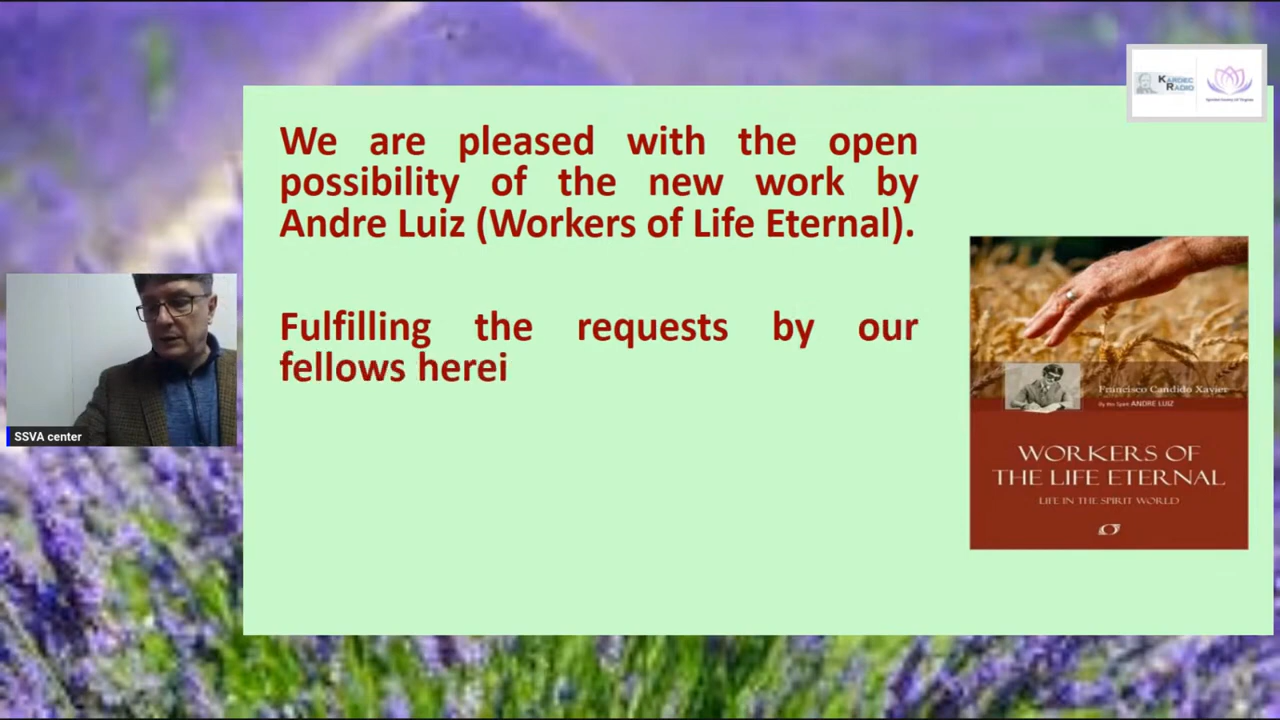 KARDEC
RADIO
We are pleased with the open
possibility of the new work by
Andre Luiz (Workers of Life Eternal).
Fulfilling the requests by our
fellows herei
SSVA center
Francisco Candido Xavier
By the Spirit ANDRE LUIZ
WORKERS OF
THE LIFE ETERNAL
LIFE IN THE SPIRIT WORLD